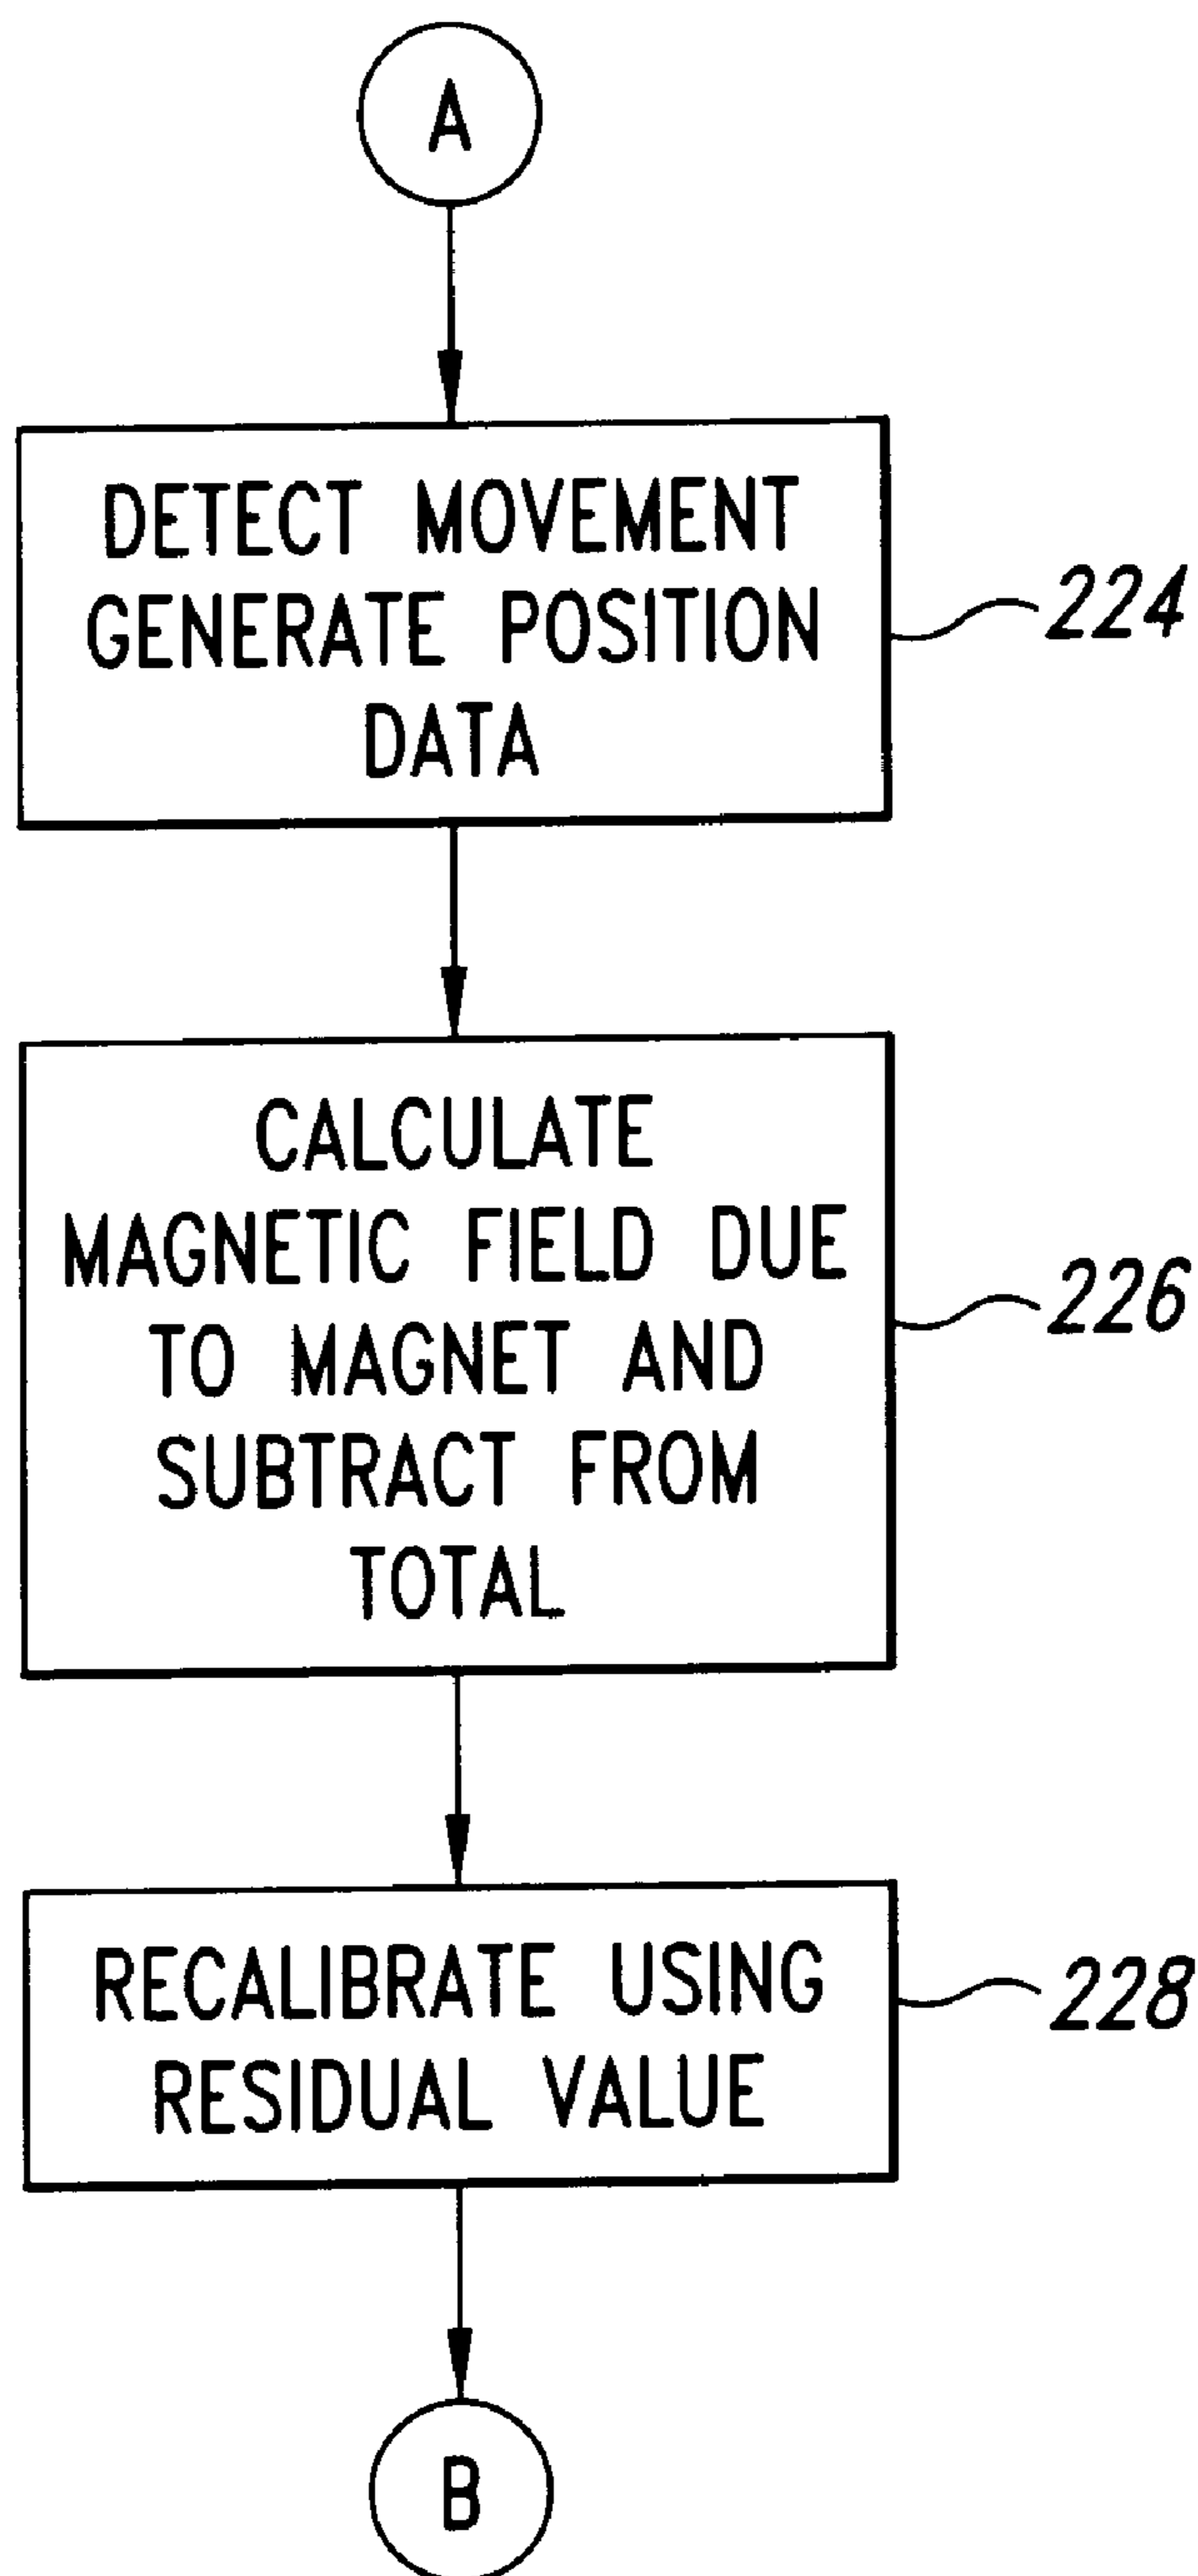 A
DETECT MOVEMENT
GENERATE POSITION
DATA
224
CALCULATE
MAGNETIC FIELD DUE
TO MAGNET AND
SUBTRACT FROM
TOTAL
226
RECALIBRATE USING
RESIDUAL VALUE
228
B